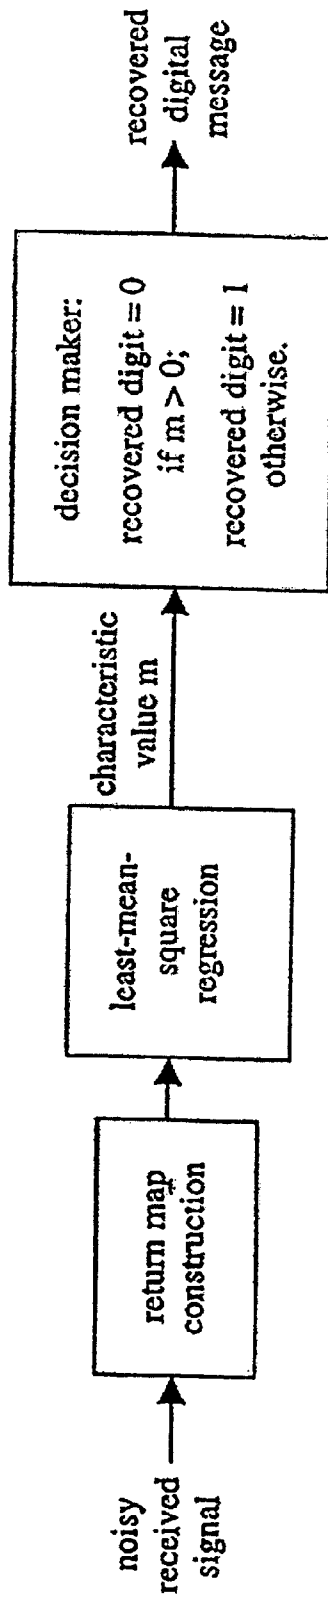 noisy
received
signal
return map
construction
least-mean-
square
regression
characteristic
value m
decision maker:
recovered digit = 0
if m > 0;
recovered digit = 1
otherwise.
recovered
digital
message